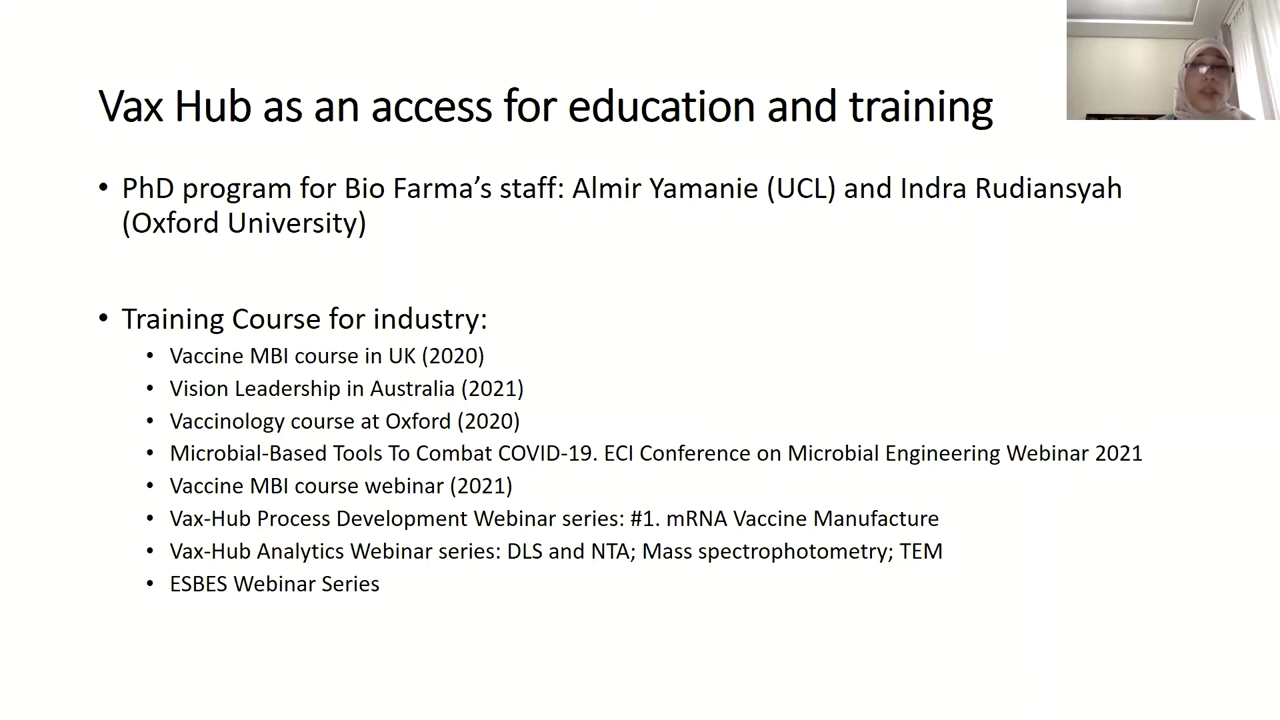 Vax Hub as an access for education and training
• PhD program for Bio Farma’s staff: Almir Yamanie (UCL) and Indra Rudiansyah
(Oxford University)
• Training Course for industry:
• Vaccine MBI course in UK (2020)
• Vision Leadership in Australia (2021)
• Vaccinology course at Oxford (2020)
• Microbial-Based Tools To Combat COVID-19. ECI Conference on Microbial Engineering Webinar 2021
• Vaccine MBI course webinar (2021)
• Vax-Hub Process Development Webinar series: #1. mRNA Vaccine Manufacture
• Vax-Hub Analytics Webinar series: DLS and NTA; Mass spectrophotometry; TEM
• ESBES Webinar Series